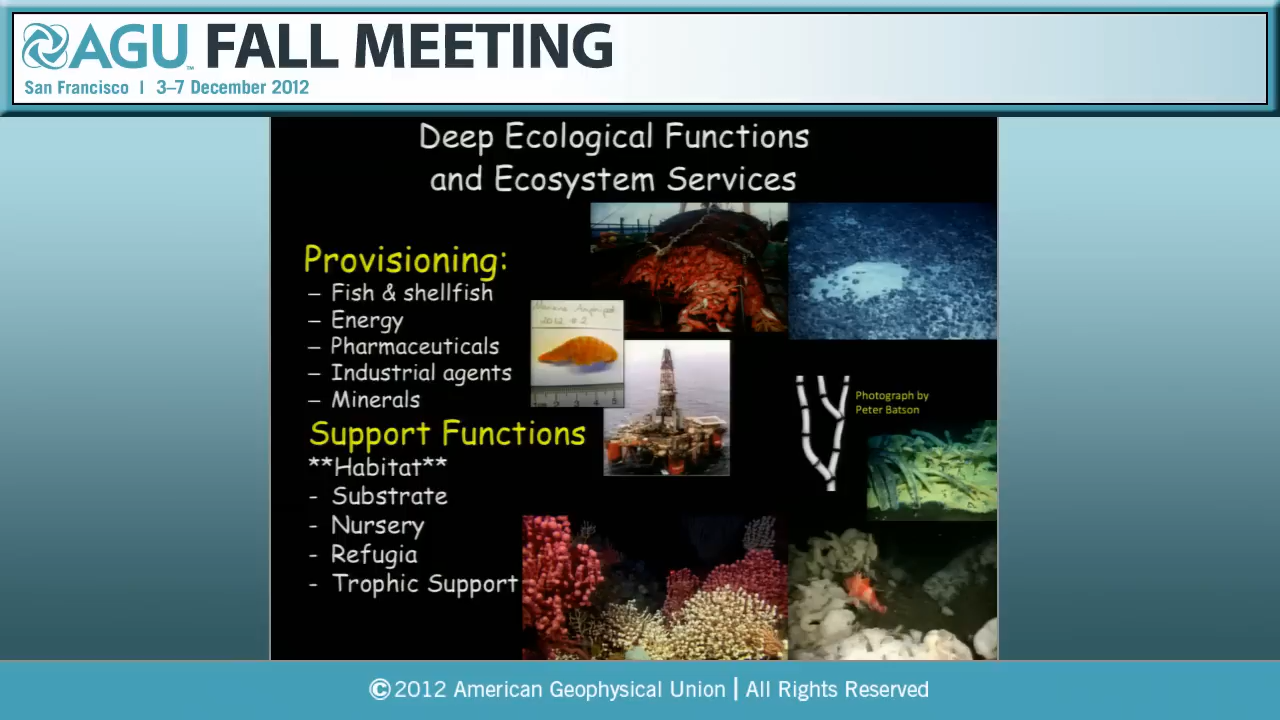 AGU FALL MEETING
San Francisco | 3–7 December 2012
Deep Ecological Functions
and Ecosystem Services
Provisioning:
– Fish & shellfish
– Energy
– Pharmaceuticals
– Industrial agents
– Minerals
Support Functions
**Habitat**
- Substrate
- Nursery
- Refugia
- Trophic Support
Photograph by
Peter Batson
© 2012 American Geophysical Union | All Rights Reserved